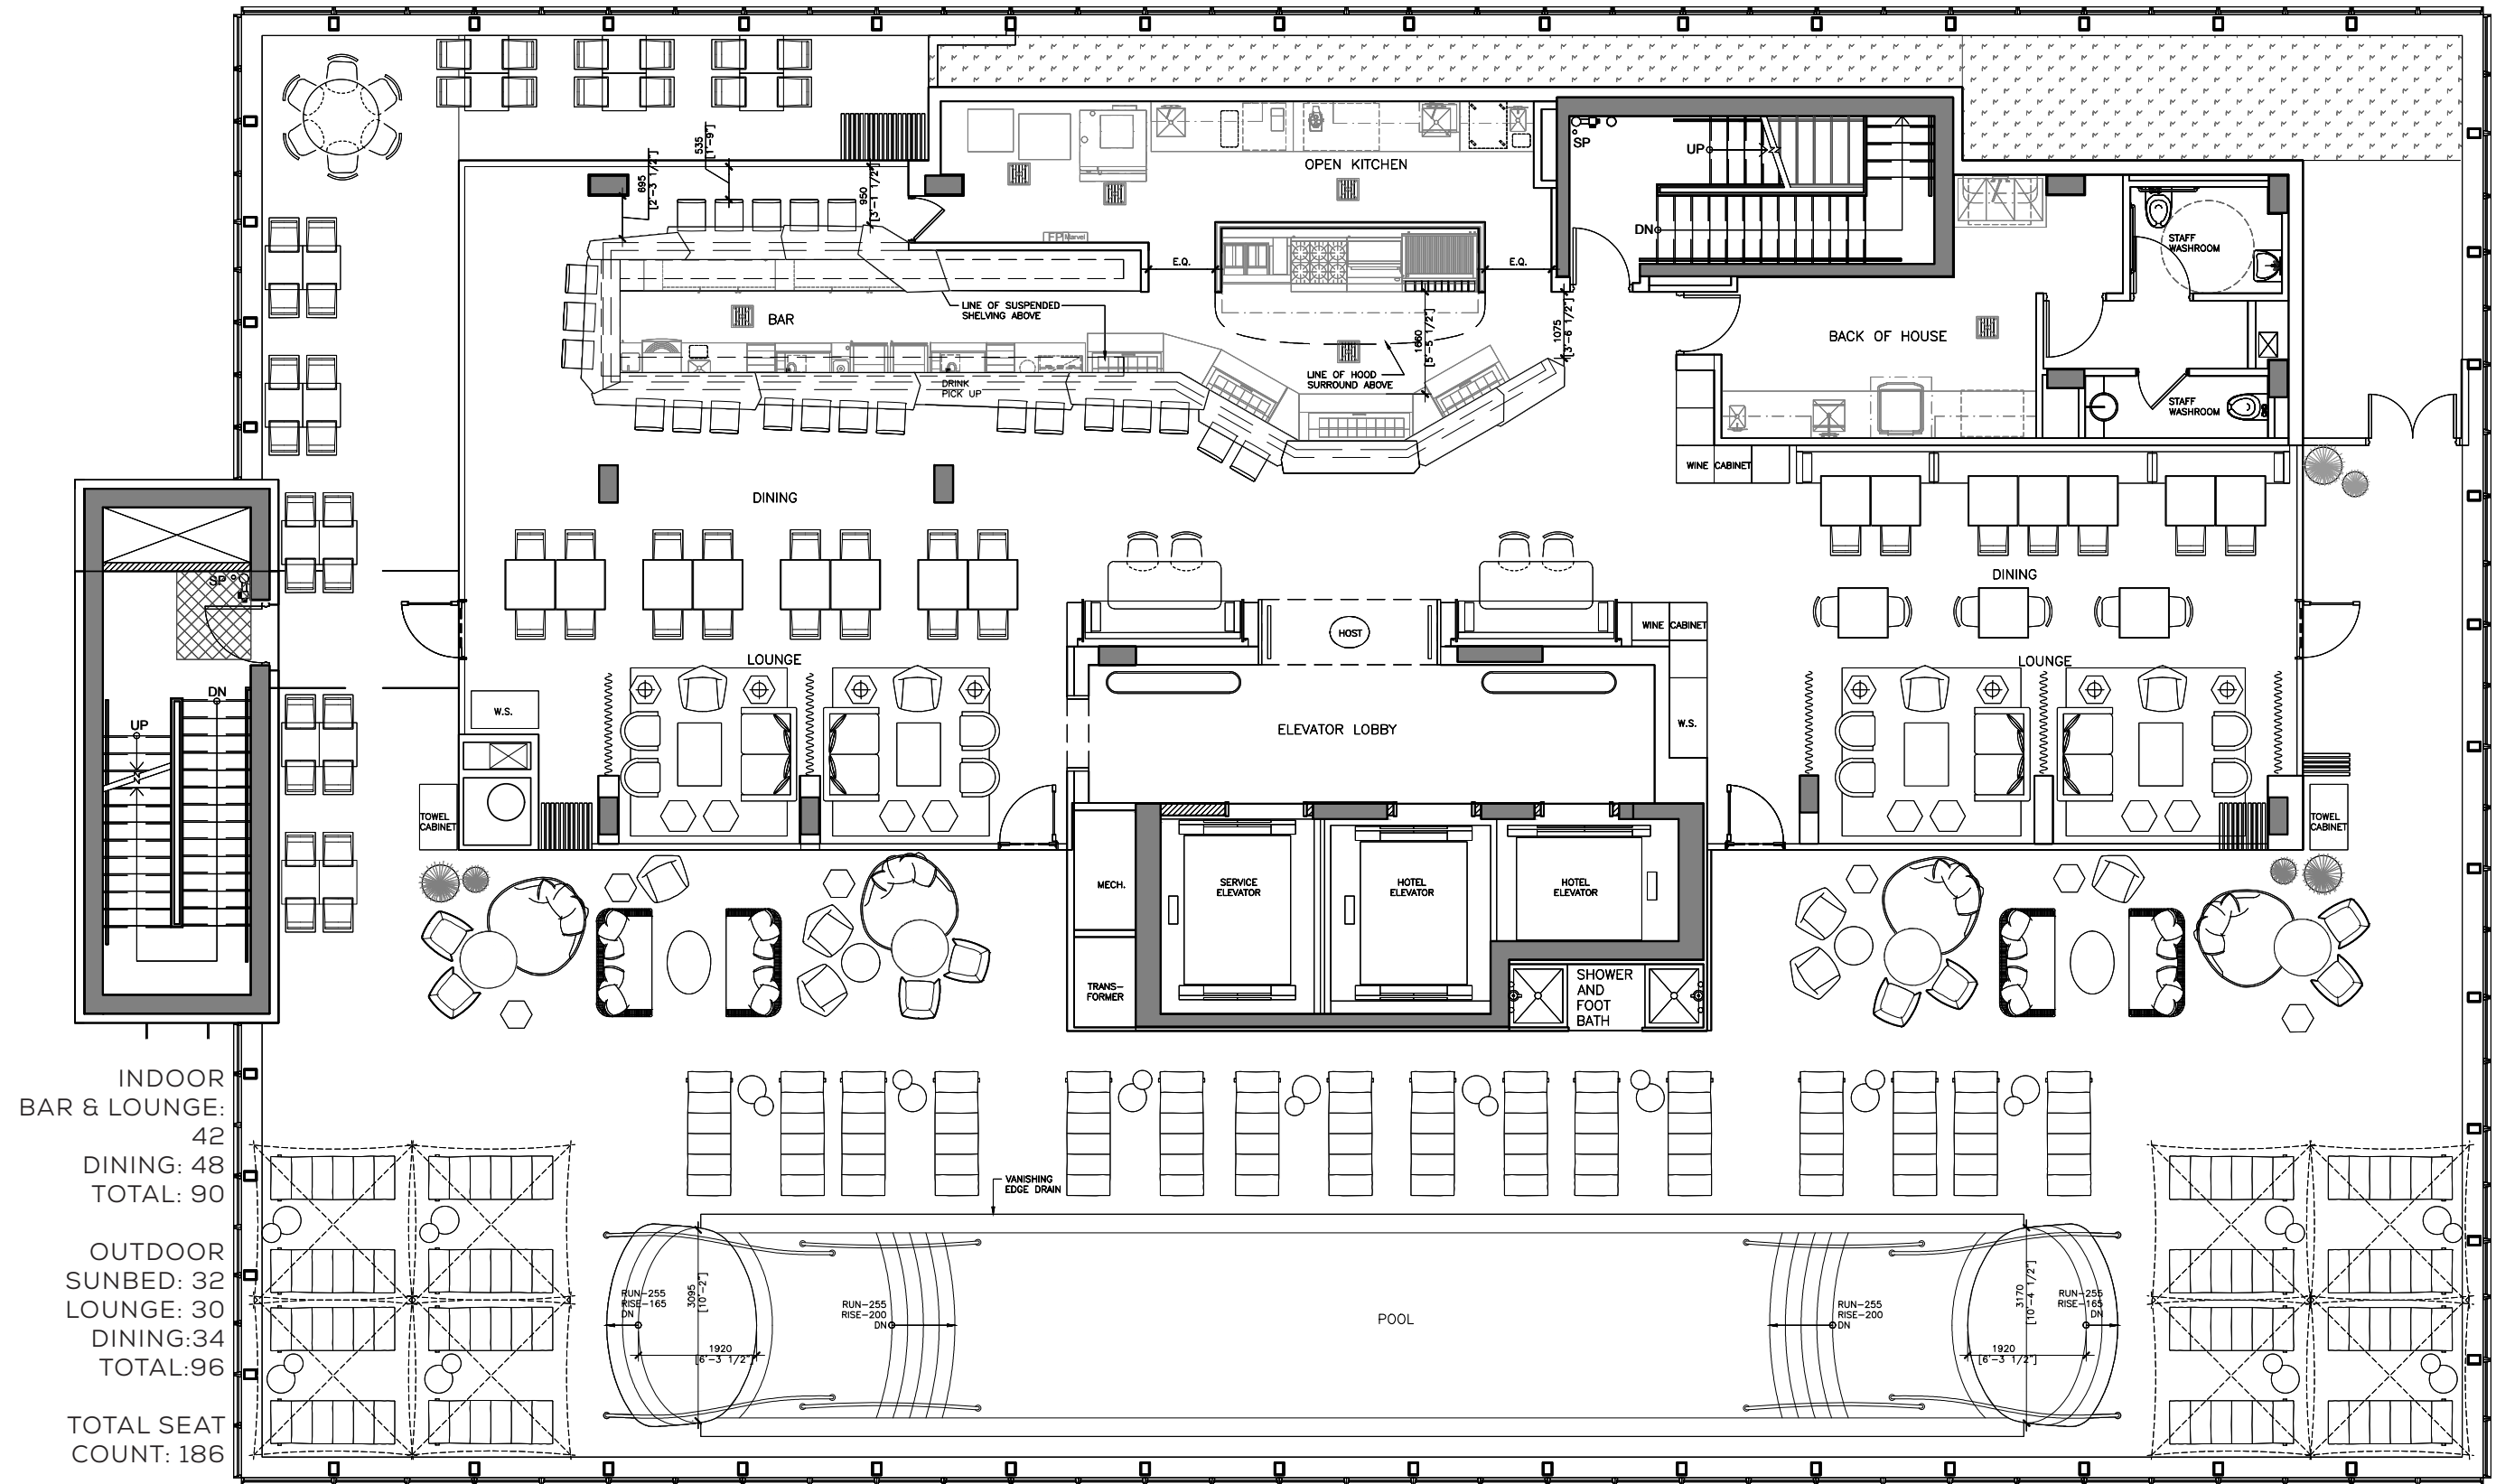 535
[1'-9"]
695
[2'-3 1/2"]
950
[3'-1 1/2"]
OPEN KITCHEN
SP
UP
DN
STAFF
WASHROOM
FP Marvel
E.Q.
E.Q.
LINE OF SUSPENDED
SHELVING ABOVE
BAR
1660
[5'-5 1/2"]
1075
[3'-6 1/2"]
BACK OF HOUSE
LINE OF HOOD
SURROUND ABOVE
DRINK
PICK UP
STAFF
WASHROOM
WINE CABINET
DINING
SP
DINING
HOST
WINE CABINET
LOUNGE
LOUNGE
DN
UP
W.S.
ELEVATOR LOBBY
W.S.
TOWEL
CABINET
TOWEL
CABINET
MECH.
SERVICE
ELEVATOR
HOTEL
ELEVATOR
HOTEL
ELEVATOR
TRANS-
FORMER
SHOWER
AND
FOOT
BATH
INDOOR
BAR & LOUNGE:
42
DINING: 48
TOTAL: 90
OUTDOOR
SUNBED: 32
LOUNGE: 30
DINING:34
TOTAL:96
TOTAL SEAT
COUNT: 186
VANISHING
EDGE DRAIN
RUN-255
RISE-165
DN
3095
[10'-2"]
1920
[6'-3 1/2"]
RUN-255
RISE-200
DN
POOL
RUN-255
RISE-200
DN
3170
[10'-4 1/2"]
1920
[6'-3 1/2"]
RUN-255
RISE-165
DN